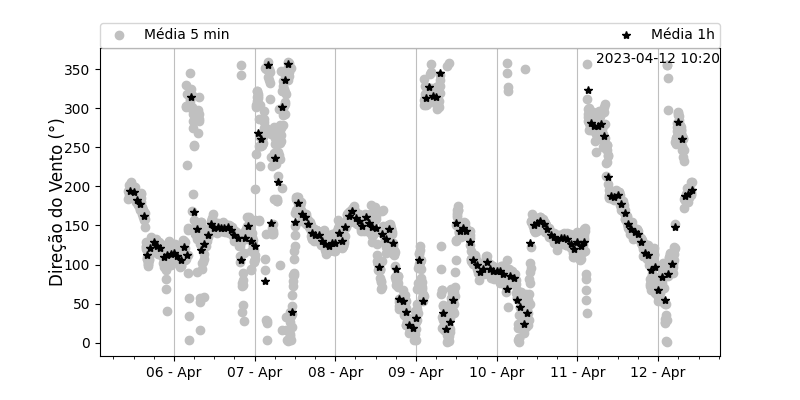 Média 5 min
Média 1h
2023-04-12 10:20
Direção do Vento (°)
350
300
250
200
150
100
50
0
06 - Apr
07 - Apr
08 - Apr
09 - Apr
10 - Apr
11 - Apr
12 - Apr